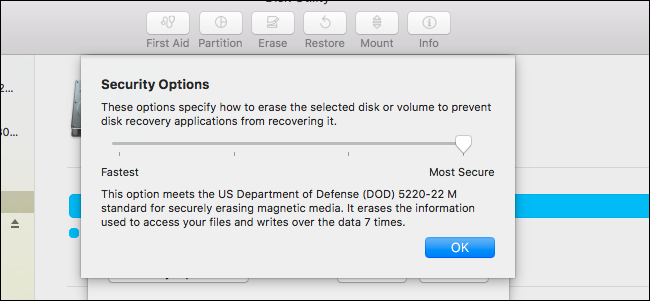 First Aid Partition Erase Restore Mount Info
Security Options
These options specify how to erase the selected disk or volume to prevent
disk recovery applications from recovering it.
Fastest Most Secure
This option meets the US Department of Defense (DOD) 5220-22 M
standard for securely erasing magnetic media. It erases the information
used to access your files and writes over the data 7 times.
OK